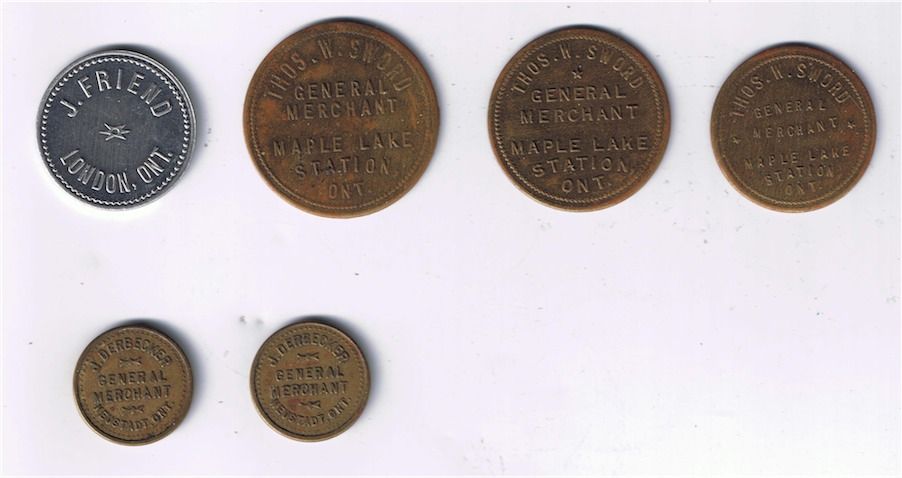 J. FRIEND
LONDON, ONT.
THOS. W. SWORD
GENERAL
MERCHANT
MAPLE LAKE
STATION,
ONT.
THOS. W. SWORD
GENERAL
MERCHANT
MAPLE LAKE
STATION,
ONT.
THOS. W. SWORD
GENERAL
MERCHANT
MAPLE LAKE
STATION
ONT.
J. DERBECKER
GENERAL
MERCHANT
NEUSTADT, ONT.
J. DERBECKER
GENERAL
MERCHANT
NEUSTADT, ONT.